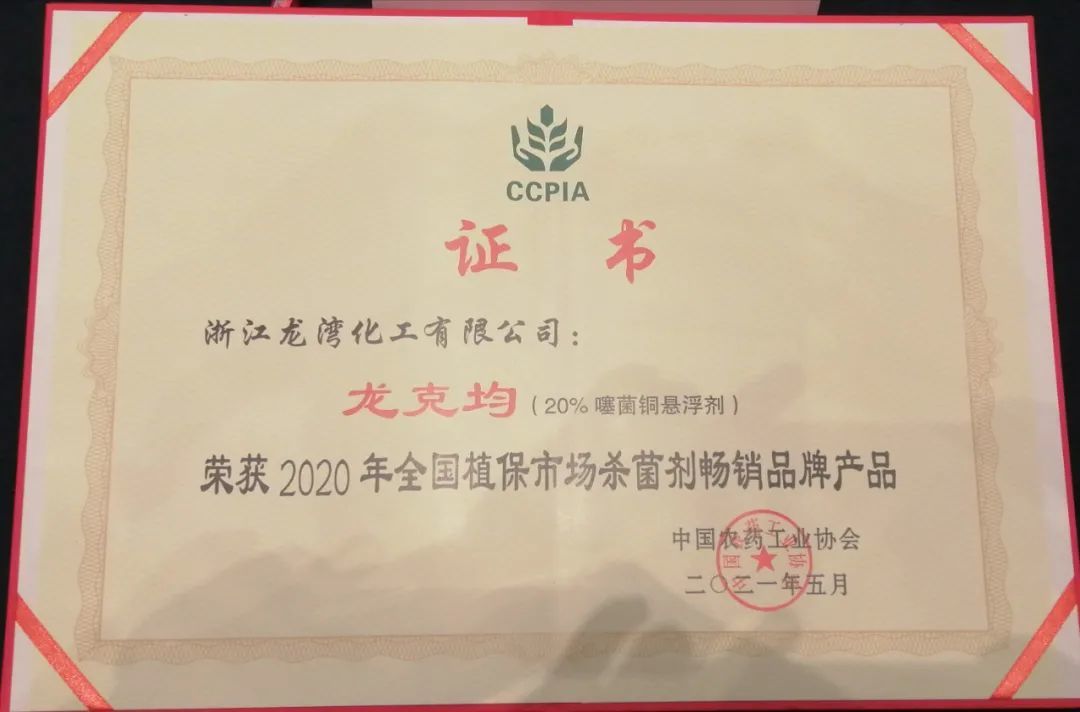 CCPIA
证 书
浙江龙湾化工有限公司：
龙克均（20% 噻菌铜悬浮剂）
荣获2020年全国植保市场杀菌剂畅销品牌产品
中国农药工业协会
二〇二一年五月